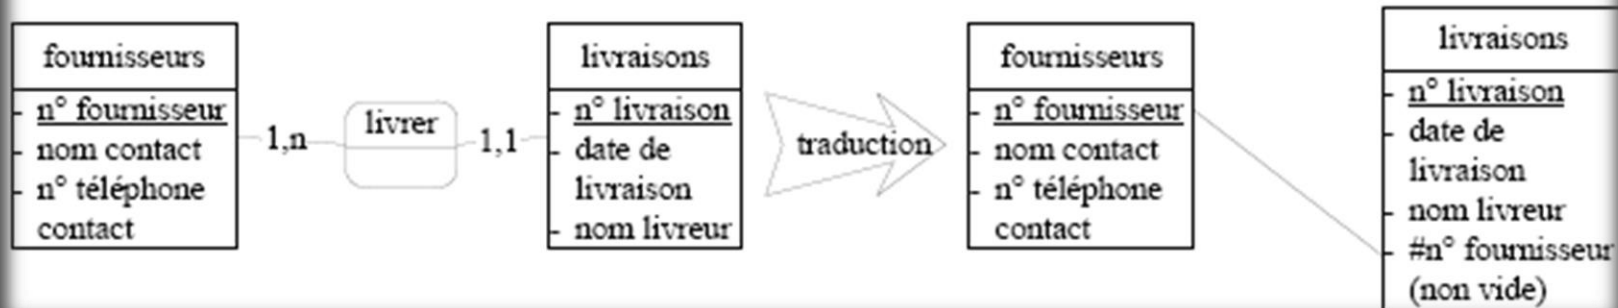 fournisseurs
- n° fournisseur
- nom contact
- n° téléphone
contact
1,n
livrer
1,1
livraisons
- n° livraison
- date de
livraison
- nom livreur
traduction
fournisseurs
- n° fournisseur
- nom contact
- n° téléphone
contact
livraisons
- n° livraison
- date de
livraison
- nom livreur
- #n° fournisseur
(non vide)